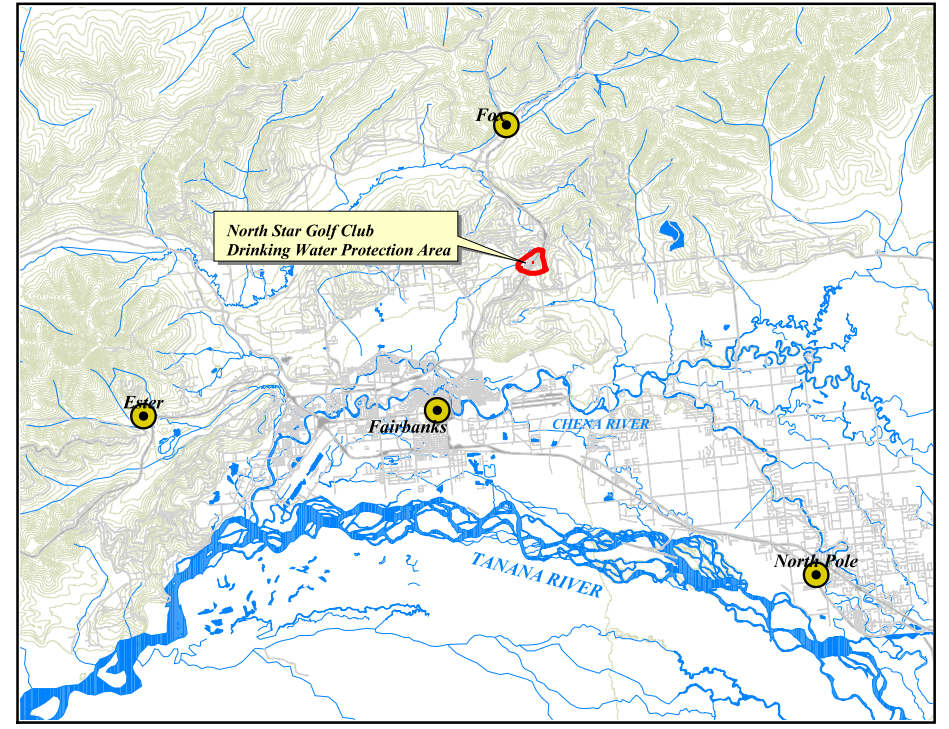 Fox
North Star Golf Club
Drinking Water Protection Area
Ester
Fairbanks
CHENA RIVER
TANANA RIVER
North Pole